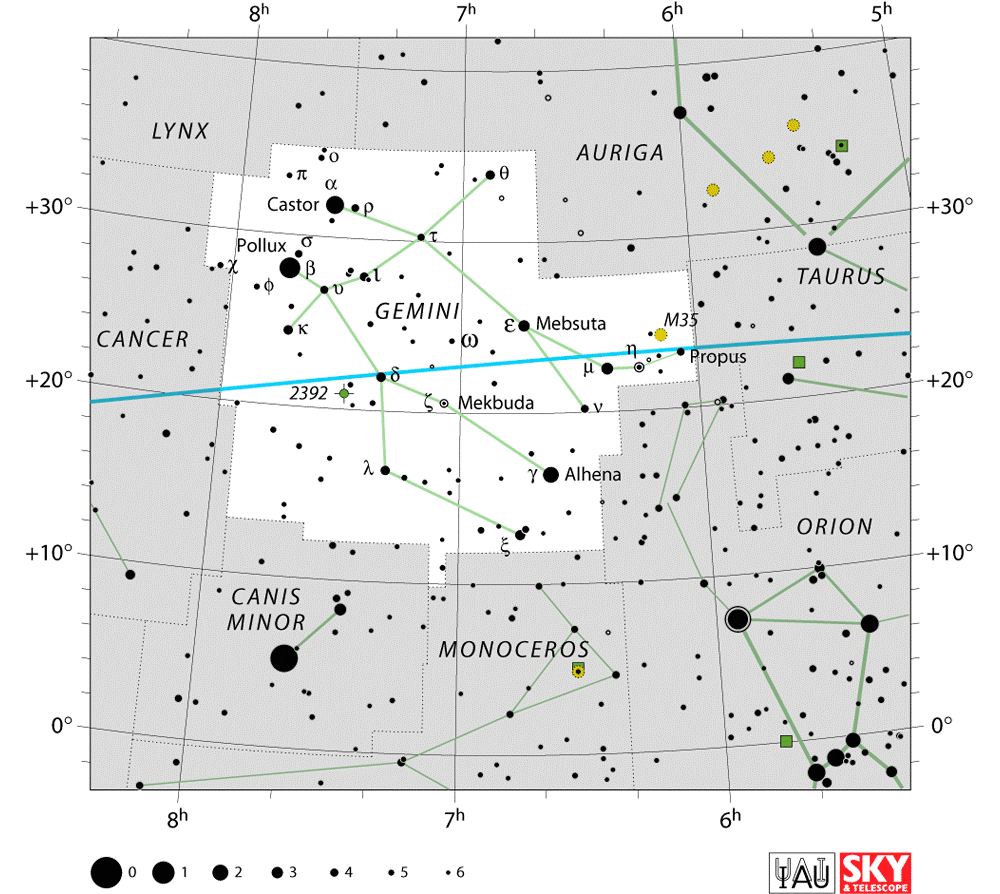 8h 7h 6h 5h
LYNX
AURIGA
ο
π
θ
α
Castor ρ
+30° +30°
τ
σ
Pollux
χ β
ι
φ υ
TAURUS
GEMINI
M35
ε Mebsuta
κ
CANCER
ω
η
Propus
μ
+20° δ +20°
2392
ζ Mekbuda
ν
λ
γ Alhena
ORION
ξ
+10° +10°
CANIS
MINOR
MONOCEROS
0° 0°
8h 7h 6h
0 1 2 3 4 5 6
IAU
SKY
& TELESCOPE